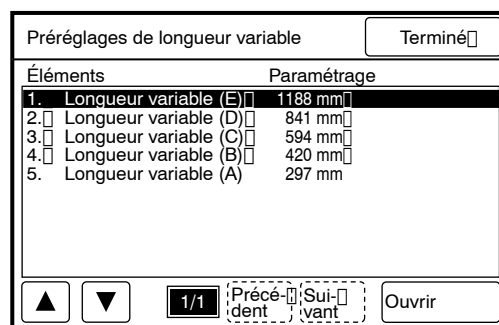 Préréglages de longueur variable
Terminé
Éléments Paramétrage
1. Longueur variable (E) 1188 mm
2. Longueur variable (D) 841 mm
3. Longueur variable (C) 594 mm
4. Longueur variable (B) 420 mm
5. Longueur variable (A) 297 mm
1/1
Précé-
dent
Sui-
vant
Ouvrir